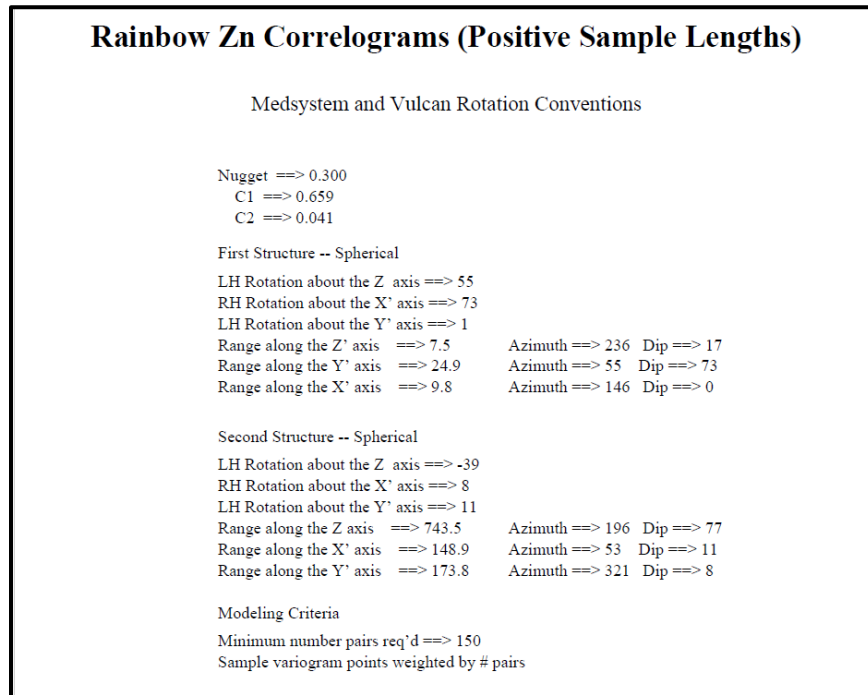 Rainbow Zn Correlograms (Positive Sample Lengths)
Medsystem and Vulcan Rotation Conventions
Nugget ==> 0.300
C1 ==> 0.659
C2 ==> 0.041
First Structure -- Spherical
LH Rotation about the Z axis ==> 55
RH Rotation about the X' axis ==> 73
LH Rotation about the Y' axis ==> 1
Range along the Z' axis ==> 7.5 Azimuth ==> 236 Dip ==> 17
Range along the Y' axis ==> 24.9 Azimuth ==> 55 Dip ==> 73
Range along the X' axis ==> 9.8 Azimuth ==> 146 Dip ==> 0
Second Structure -- Spherical
LH Rotation about the Z axis ==> -39
RH Rotation about the X' axis ==> 8
LH Rotation about the Y' axis ==> 11
Range along the Z axis ==> 743.5 Azimuth ==> 196 Dip ==> 77
Range along the X' axis ==> 148.9 Azimuth ==> 53 Dip ==> 11
Range along the Y' axis ==> 173.8 Azimuth ==> 321 Dip ==> 8
Modeling Criteria
Minimum number pairs req'd ==> 150
Sample variogram points weighted by # pairs